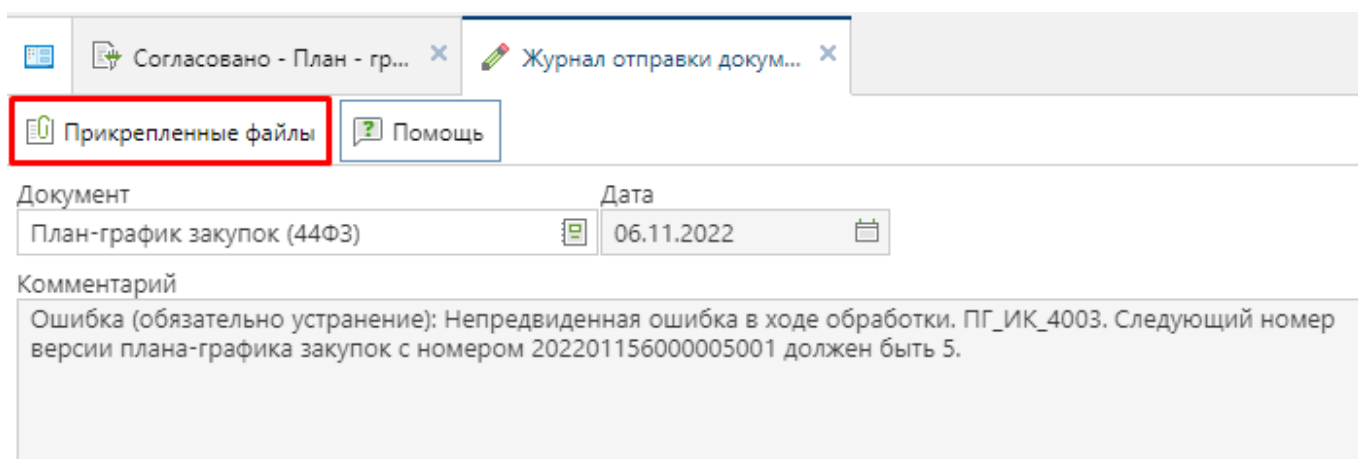 Согласовано - План - гр...
Журнал отправки докум...
Прикрепленные файлы
Помощь
Документ
Дата
План-график закупок (44ФЗ)
06.11.2022
Комментарий
Ошибка (обязательно устранение): Непредвиденная ошибка в ходе обработки. ПГ_ИК_4003. Следующий номер
версии плана-графика закупок с номером 202201156000005001 должен быть 5.